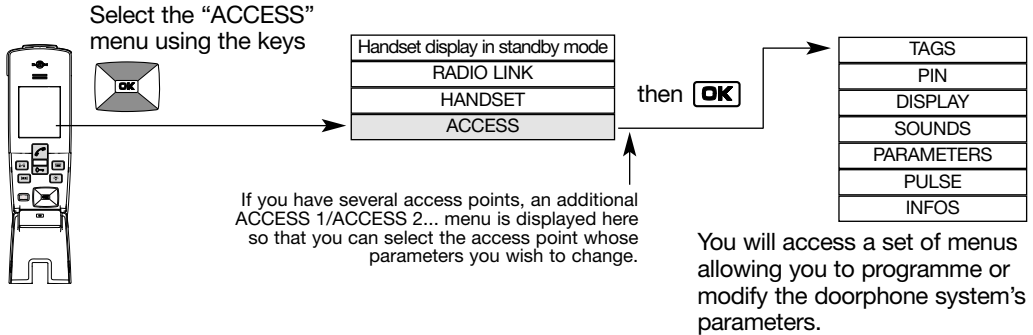 Select the “ACCESS”
menu using the keys
OK
Handset display in standby mode
RADIO LINK
HANDSET
ACCESS
then OK
If you have several access points, an additional
ACCESS 1/ACCESS 2... menu is displayed here
so that you can select the access point whose
parameters you wish to change.
TAGS
PIN
DISPLAY
SOUNDS
PARAMETERS
PULSE
INFOS
You will access a set of menus
allowing you to programme or
modify the doorphone system’s
parameters.